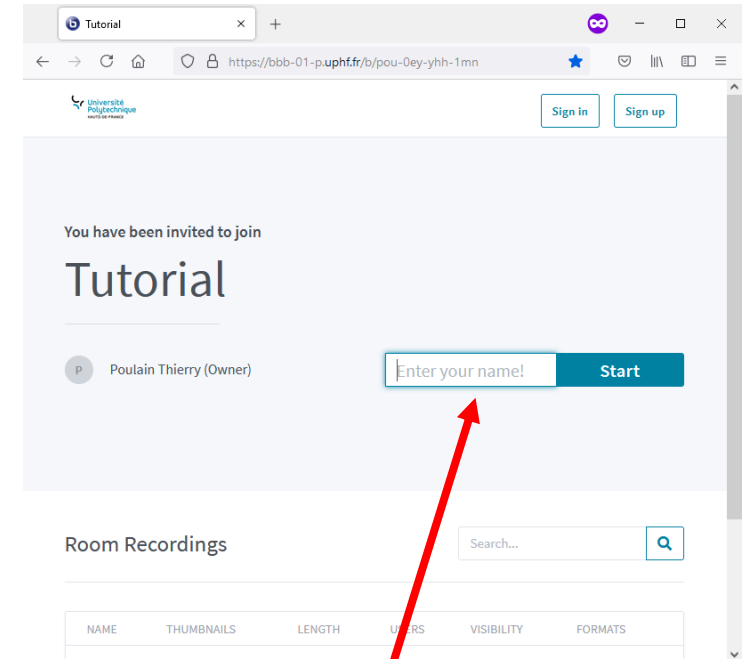 Tutorial
https://bbb-01-p.uphf.fr/b/pou-0ey-yhh-1mn
Université
Polytechnique
HAUTS-DE-FRANCE
Sign in
Sign up
You have been invited to join
Tutorial
P
Poulain Thierry (Owner)
Enter your name!
Start
Room Recordings
Search...
NAME THUMBNAILS LENGTH USERS VISIBILITY FORMATS